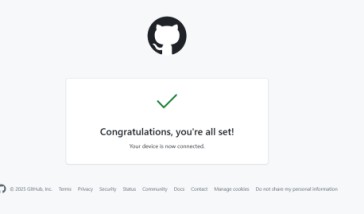 Congratulations, you're all set!
Your device is now connected.
© 2023 GitHub, Inc. Terms Privacy Security Status Community Docs Contact Manage cookies Do not share my personal information